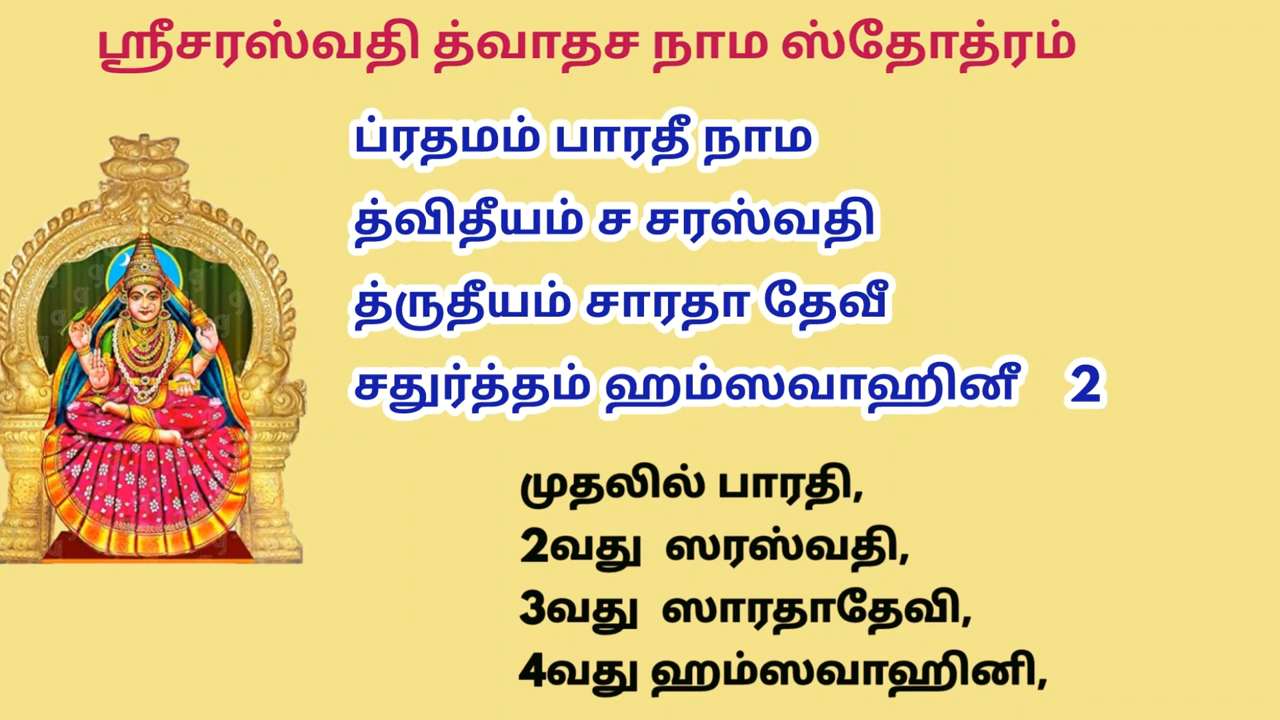 ஸ்ரீசரஸ்வதி த்வாதச நாம ஸ்தோத்ரம்
ப்ரதமம் பாரதீ நாம
த்விதீயம் ச சரஸ்வதி
த்ருதீயம் சாரதா தேவீ
சதுர்த்தம் ஹம்ஸவாஹினீ 2
முதலில் பாரதி,
2வது ஸரஸ்வதி,
3வது ஸாரதாதேவி,
4வது ஹம்ஸவாஹினி,